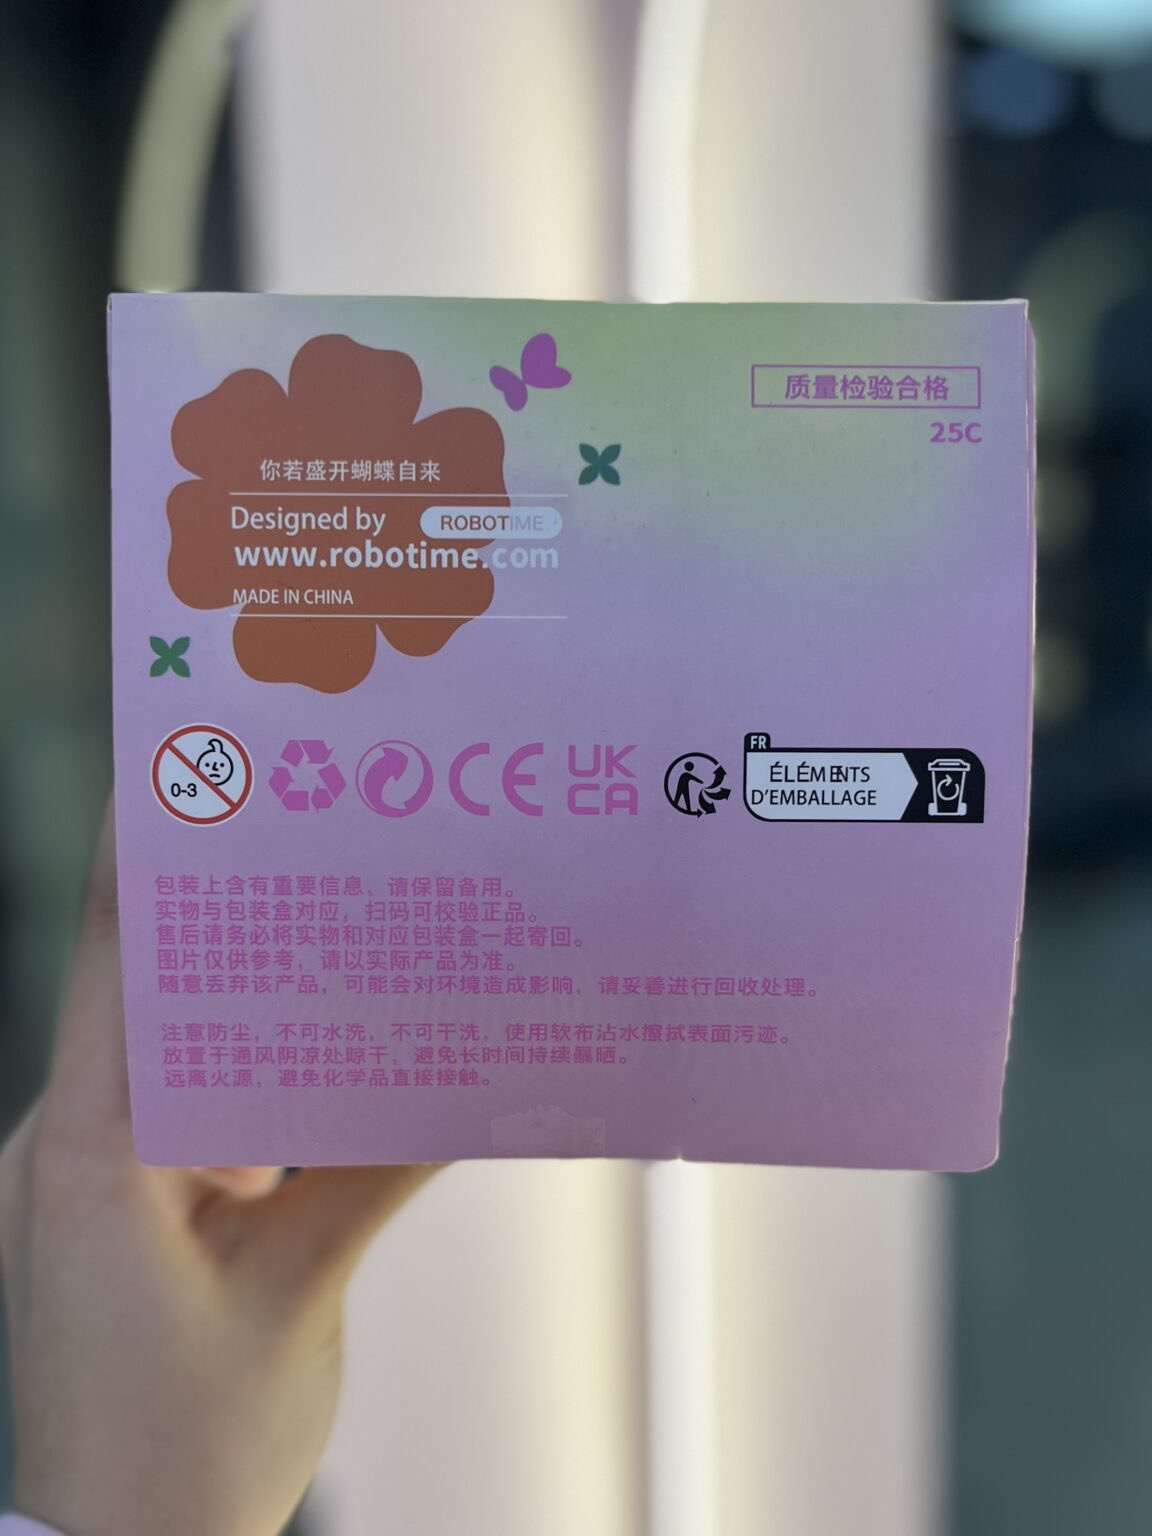 质量检验合格
25C
你若盛开蝴蝶自来
Designed by ROBOTIME
www.robotime.com
MADE IN CHINA
0-3
CE
UK
CA
FR
ÉLÉMENTS
D'EMBALLAGE
包装上含有重要信息，请保留备用。
实物与包装盒对应，扫码可校验正品。
售后请务必将实物和对应包装盒一起寄回。
图片仅供参考，请以实际产品为准。
随意丢弃该产品，可能会对环境造成影响，请妥善进行回收处理。
注意防尘，不可水洗，不可干洗，使用软布沾水擦拭表面污迹。
放置于通风阴凉处晾干，避免长时间持续暴晒。
远离火源，避免化学品直接接触。